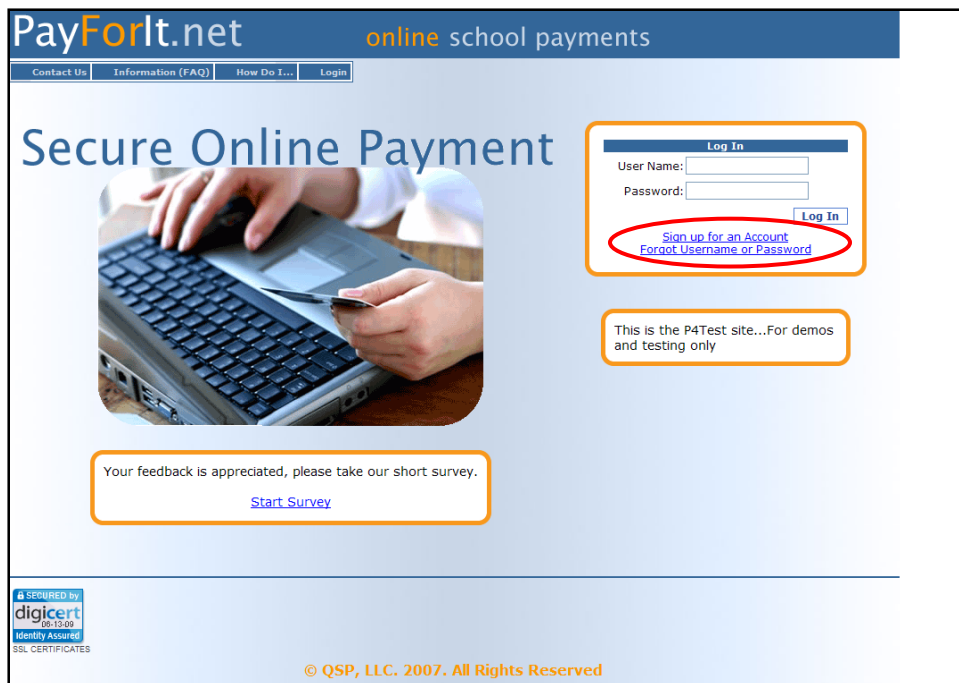 PayForIt.net
online school payments
Contact Us Information (FAQ) How Do I... Login
Secure Online Payment
Log In
User Name:
Password:
Log In
Sign up for an Account
Forgot Username or Password
This is the P4Test site...For demos
and testing only
Your feedback is appreciated, please take our short survey.
Start Survey
SECURED by
digicert
06-13-09
Identity Assured
SSL CERTIFICATES
© QSP, LLC. 2007. All Rights Reserved